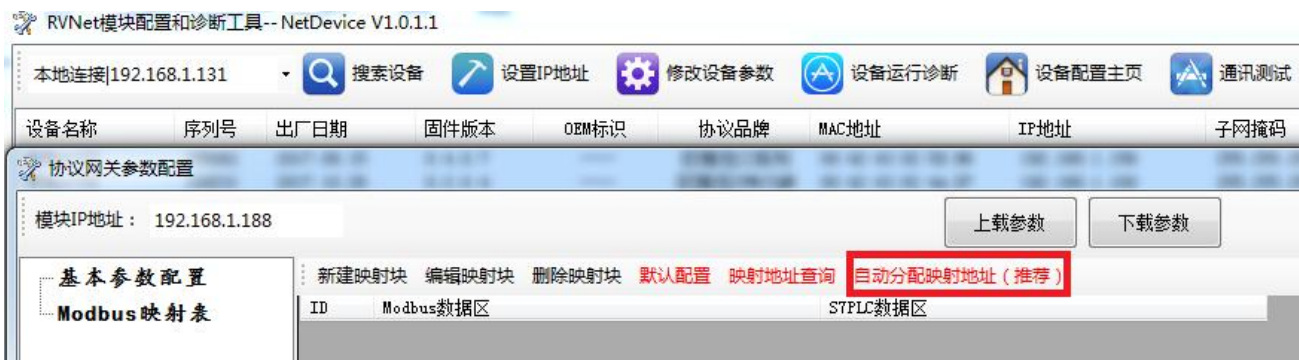 RVNet模块配置和诊断工具-- NetDevice V1.0.1.1
本地连接|192.168.1.131 搜索设备 设置IP地址 修改设备参数 设备运行诊断 设备配置主页 通讯测试
设备名称 序列号 出厂日期 固件版本 OEM标识 协议品牌 MAC地址 IP地址 子网掩码
协议网关参数配置
模块IP地址： 192.168.1.188 上载参数 下载参数
基本参数配置 新建映射块 编辑映射块 删除映射块 默认配置 映射地址查询 自动分配映射地址（推荐）
Modbus映射表 ID Modbus数据区 S7PLC数据区